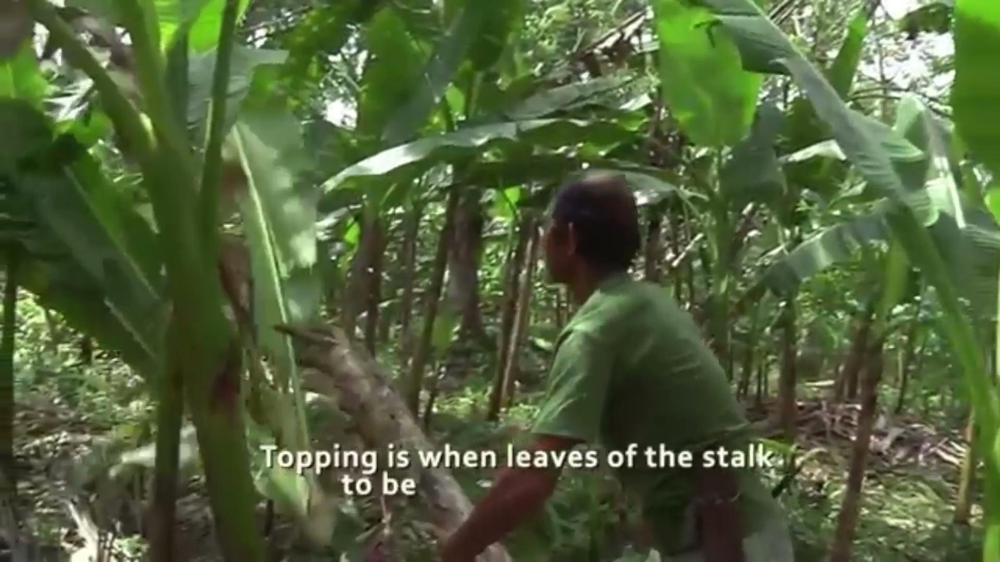 Topping is when leaves of the stalk
to be